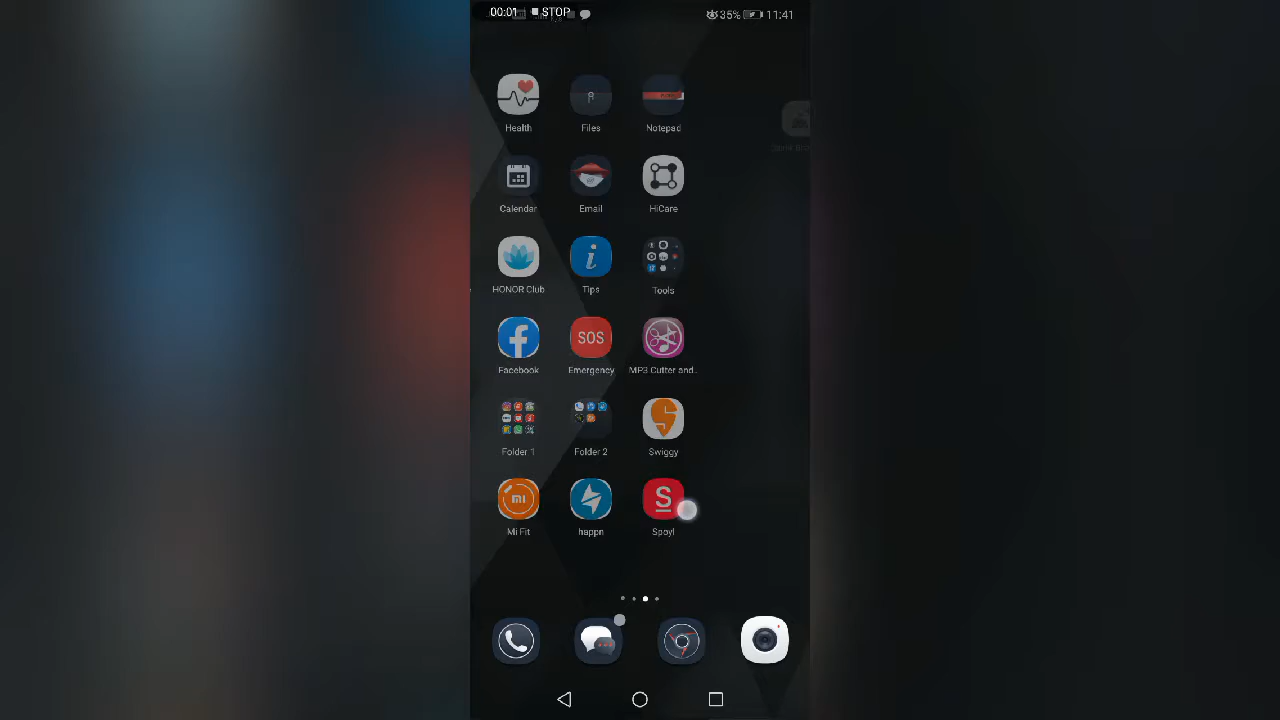 00:01 STOP 35% 11:41
Health Files Notepad
Calendar Email HiCare
HONOR Club Tips Tools
SOS
Facebook Emergency MP3 Cutter and..
Folder 1 Folder 2 Swiggy
mi S
Mi Fit happn Spoyl